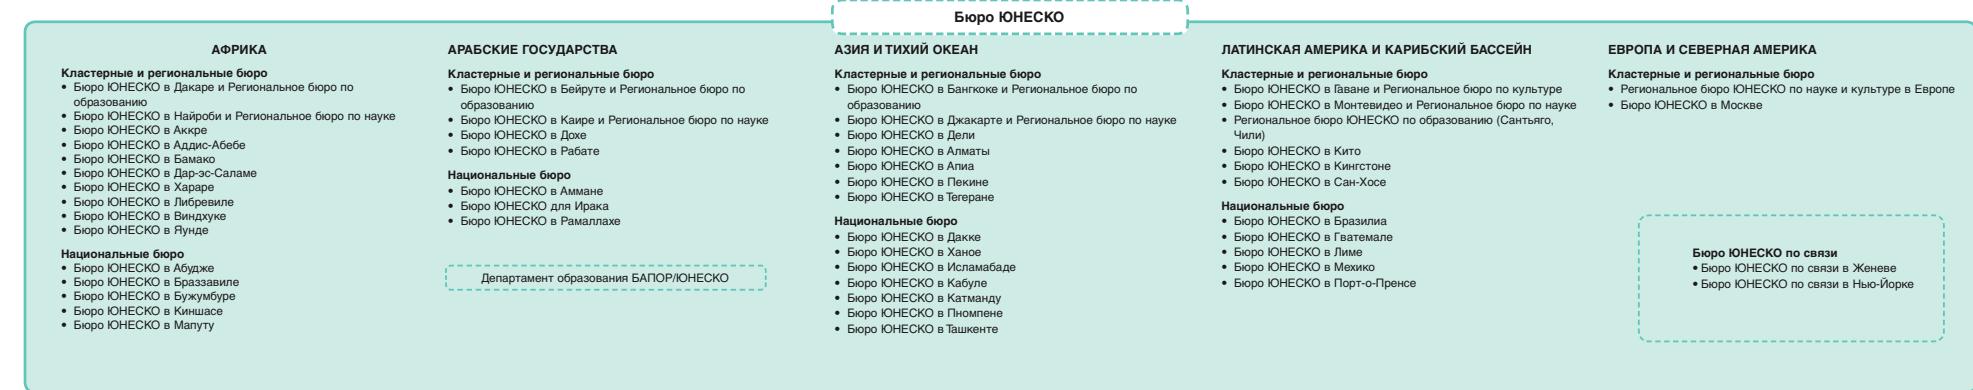 Бюро ЮНЕСКО
АФРИКА
Кластерные и региональные бюро
• Бюро ЮНЕСКО в Дакаре и Региональное бюро по
образованию
• Бюро ЮНЕСКО в Найроби и Региональное бюро по науке
• Бюро ЮНЕСКО в Аккре
• Бюро ЮНЕСКО в Аддис-Абебе
• Бюро ЮНЕСКО в Бамако
• Бюро ЮНЕСКО в Дар-эс-Саламе
• Бюро ЮНЕСКО в Хараре
• Бюро ЮНЕСКО в Либревиле
• Бюро ЮНЕСКО в Виндхуке
• Бюро ЮНЕСКО в Яунде
Национальные бюро
• Бюро ЮНЕСКО в Абудже
• Бюро ЮНЕСКО в Браззавиле
• Бюро ЮНЕСКО в Бужумбуре
• Бюро ЮНЕСКО в Киншасе
• Бюро ЮНЕСКО в Мапуту
АРАБСКИЕ ГОСУДАРСТВА
Кластерные и региональные бюро
• Бюро ЮНЕСКО в Бейруте и Региональное бюро по
образованию
• Бюро ЮНЕСКО в Каире и Региональное бюро по науке
• Бюро ЮНЕСКО в Дохе
• Бюро ЮНЕСКО в Рабате
Национальные бюро
• Бюро ЮНЕСКО в Аммане
• Бюро ЮНЕСКО для Ирака
• Бюро ЮНЕСКО в Рамаллахе
Департамент образования БАПОР/ЮНЕСКО
АЗИЯ И ТИХИЙ ОКЕАН
Кластерные и региональные бюро
• Бюро ЮНЕСКО в Бангкоке и Региональное бюро по
образованию
• Бюро ЮНЕСКО в Джакарте и Региональное бюро по науке
• Бюро ЮНЕСКО в Дели
• Бюро ЮНЕСКО в Алматы
• Бюро ЮНЕСКО в Апиа
• Бюро ЮНЕСКО в Пекине
• Бюро ЮНЕСКО в Тегеране
Национальные бюро
• Бюро ЮНЕСКО в Дакке
• Бюро ЮНЕСКО в Ханое
• Бюро ЮНЕСКО в Исламабаде
• Бюро ЮНЕСКО в Кабуле
• Бюро ЮНЕСКО в Катманду
• Бюро ЮНЕСКО в Пномпене
• Бюро ЮНЕСКО в Ташкенте
ЛАТИНСКАЯ АМЕРИКА И КАРИБСКИЙ БАССЕЙН
Кластерные и региональные бюро
• Бюро ЮНЕСКО в Гаване и Региональное бюро по культуре
• Бюро ЮНЕСКО в Монтевидео и Региональное бюро по науке
• Региональное бюро ЮНЕСКО по образованию (Сантьяго,
Чили)
• Бюро ЮНЕСКО в Кито
• Бюро ЮНЕСКО в Кингстоне
• Бюро ЮНЕСКО в Сан-Хосе
Национальные бюро
• Бюро ЮНЕСКО в Бразилиа
• Бюро ЮНЕСКО в Гватемале
• Бюро ЮНЕСКО в Лиме
• Бюро ЮНЕСКО в Мехико
• Бюро ЮНЕСКО в Порт-о-Пренсе
ЕВРОПА И СЕВЕРНАЯ АМЕРИКА
Кластерные и региональные бюро
• Региональное бюро ЮНЕСКО по науке и культуре в Европе
• Бюро ЮНЕСКО в Москве
Бюро ЮНЕСКО по связи
• Бюро ЮНЕСКО по связи в Женеве
• Бюро ЮНЕСКО по связи в Нью-Йорке